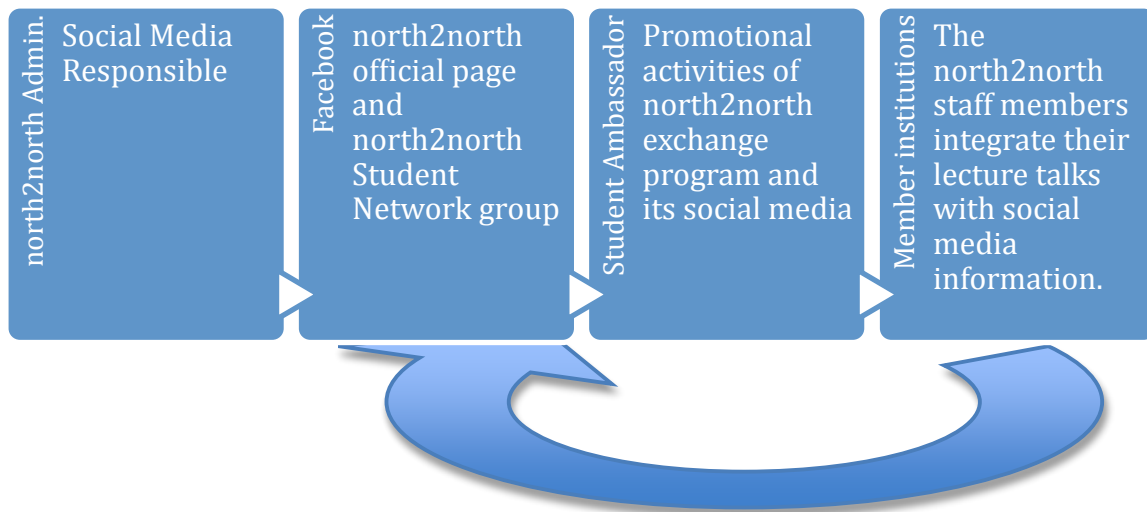 north2north Admin.
Social Media
Responsible
Facebook
north2north
official page
and
north2north
Student
Network group
Student Ambassador
Promotional
activities of
north2north
exchange
program and
its social media
Member institutions
The
north2north
staff members
integrate their
lecture talks
with social
media
information.